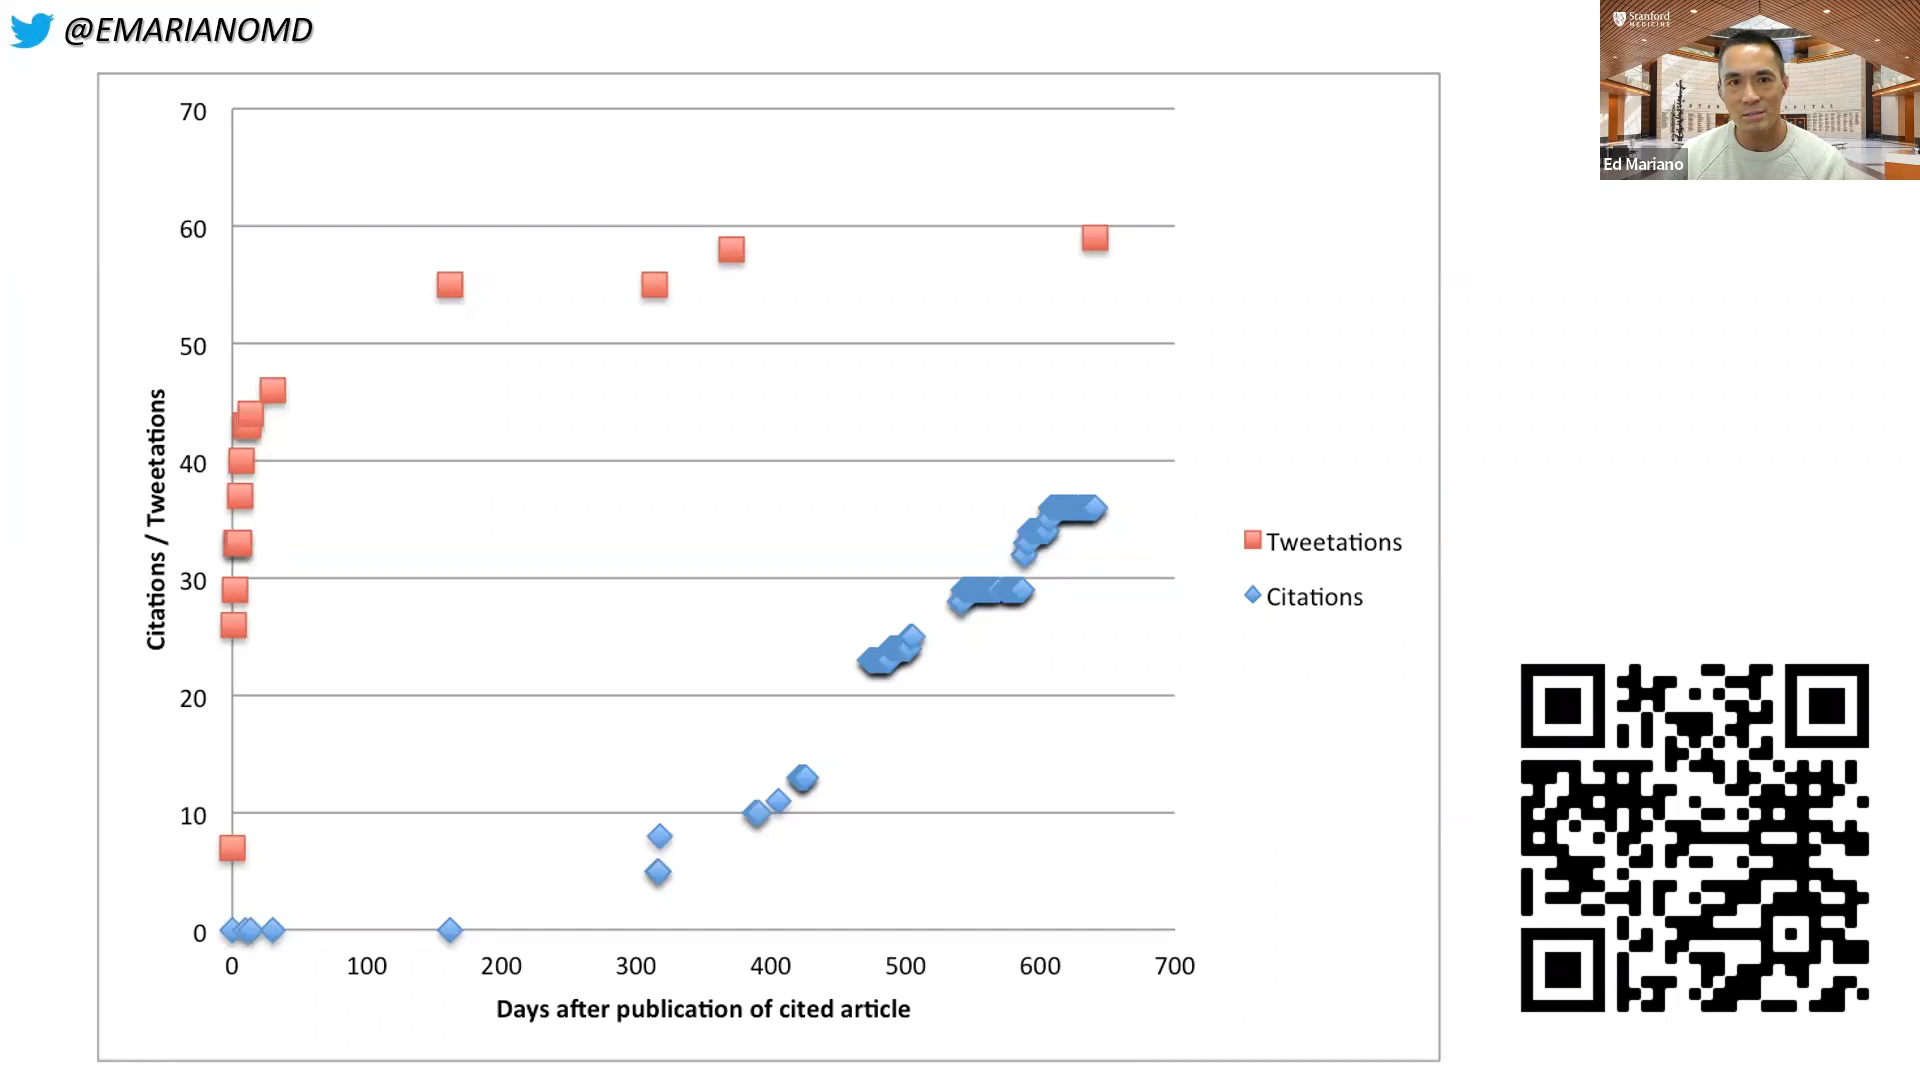 @EMARIANOMD
Stanford
MEDICINE
Ed Mariano
70
60
50
40
30
20
10
0
Citations / Tweetations
0 100 200 300 400 500 600 700
Days after publication of cited article
Tweetations
Citations